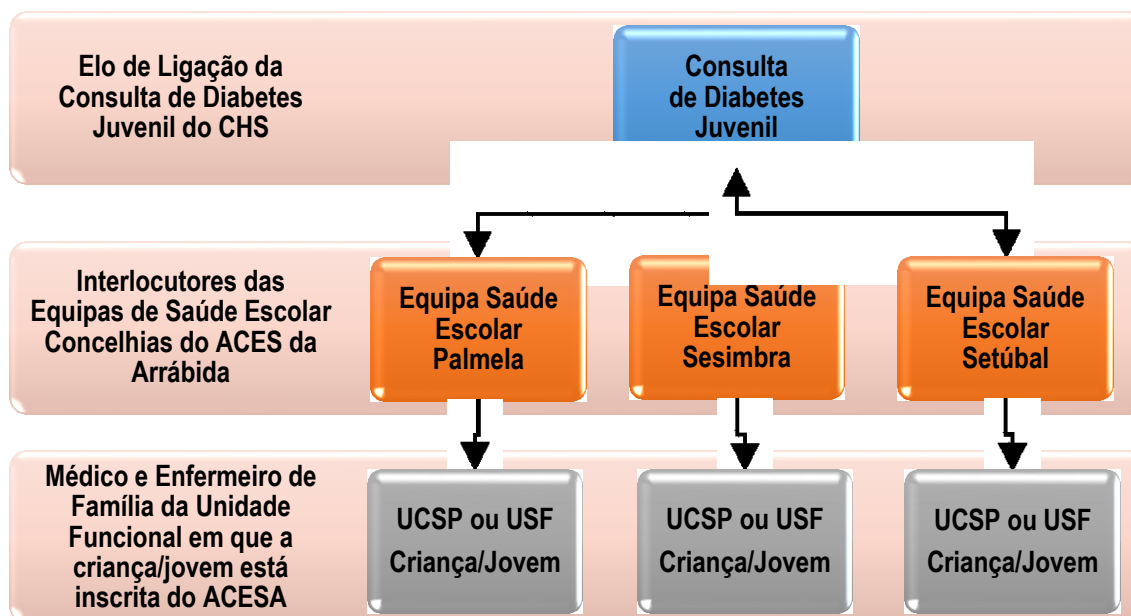 Elo de Ligação da
Consulta de Diabetes
Juvenil do CHS
Consulta
de Diabetes
Juvenil
Interlocutores das
Equipas de Saúde Escolar
Concelhias do ACES da
Arrábida
Equipa Saúde
Escolar
Palmela
Equipa Saúde
Escolar
Sesimbra
Equipa Saúde
Escolar
Setúbal
Médico e Enfermeiro de
Família da Unidade
Funcional em que a
criança/jovem está
inscrita do ACESA
UCSP ou USF
Criança/Jovem
UCSP ou USF
Criança/Jovem
UCSP ou USF
Criança/Jovem